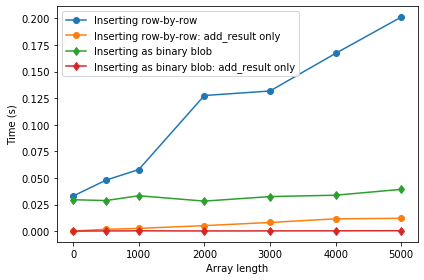 0.200
0.175
0.150
0.125
0.100
0.075
0.050
0.025
0.000
Time (s)
Inserting row-by-row
Inserting row-by-row: add_result only
Inserting as binary blob
Inserting as binary blob: add_result only
0 1000 2000 3000 4000 5000
Array length